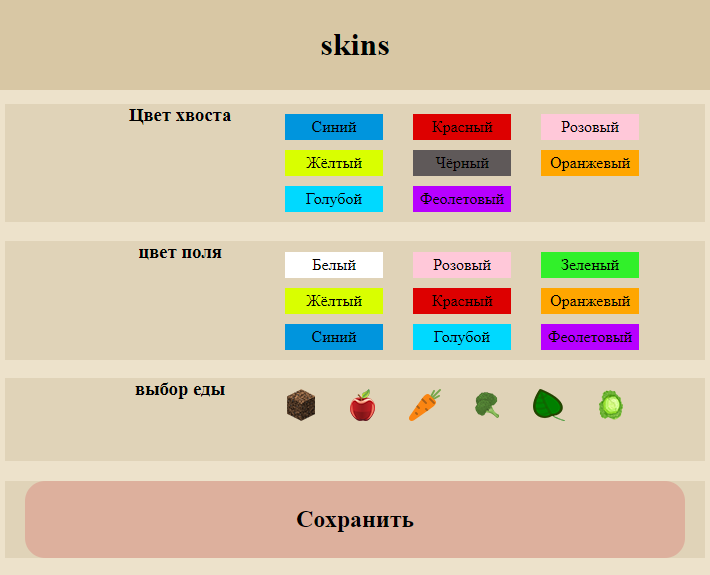 skins
Цвет хвоста
Синий Красный Розовый
Жёлтый Чёрный Оранжевый
Голубой Феолетовый
цвет поля
Белый Розовый Зеленый
Жёлтый Красный Оранжевый
Синий Голубой Феолетовый
выбор еды
Сохранить